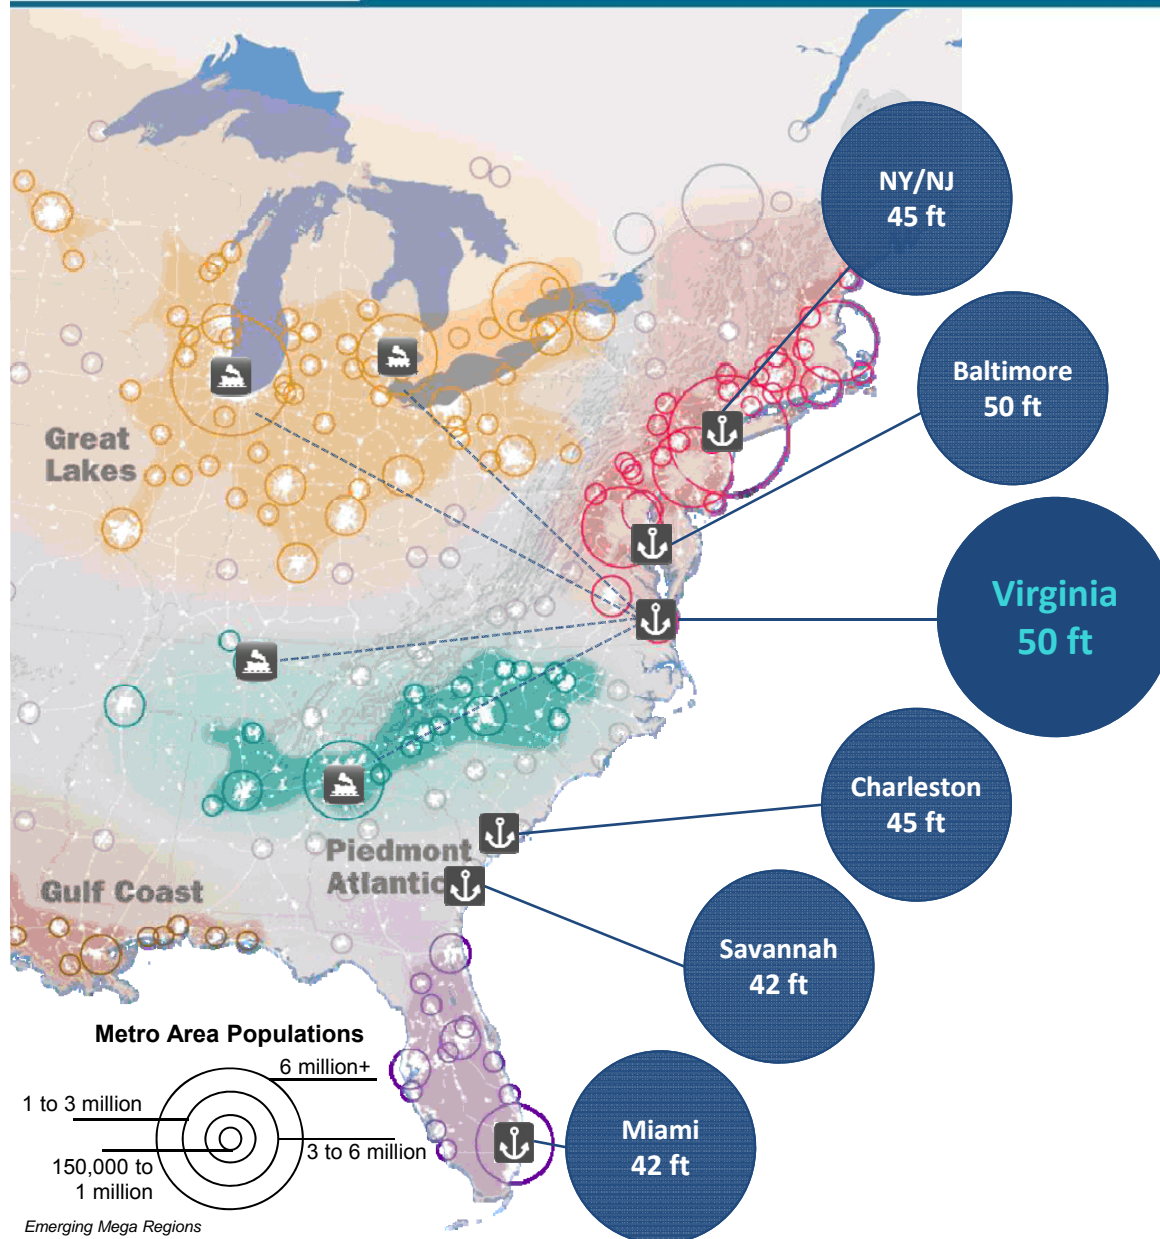 NY/NJ
45 ft
Baltimore
50 ft
Great
Lakes
Virginia
50 ft
Charleston
45 ft
Piedmont
Atlantic
Gulf Coast
Savannah
42 ft
Metro Area Populations
6 million+
1 to 3 million
3 to 6 million
150,000 to
1 million
Miami
42 ft
Emerging Mega Regions